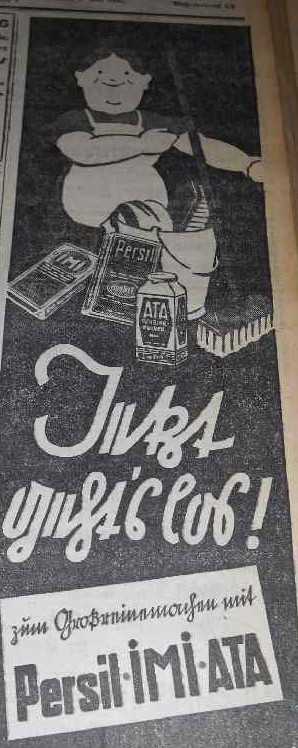 iMi
Persil
ATA
Jetzt
geht's los!
zum Großreinemachen mit
Persil·iMi·ATA